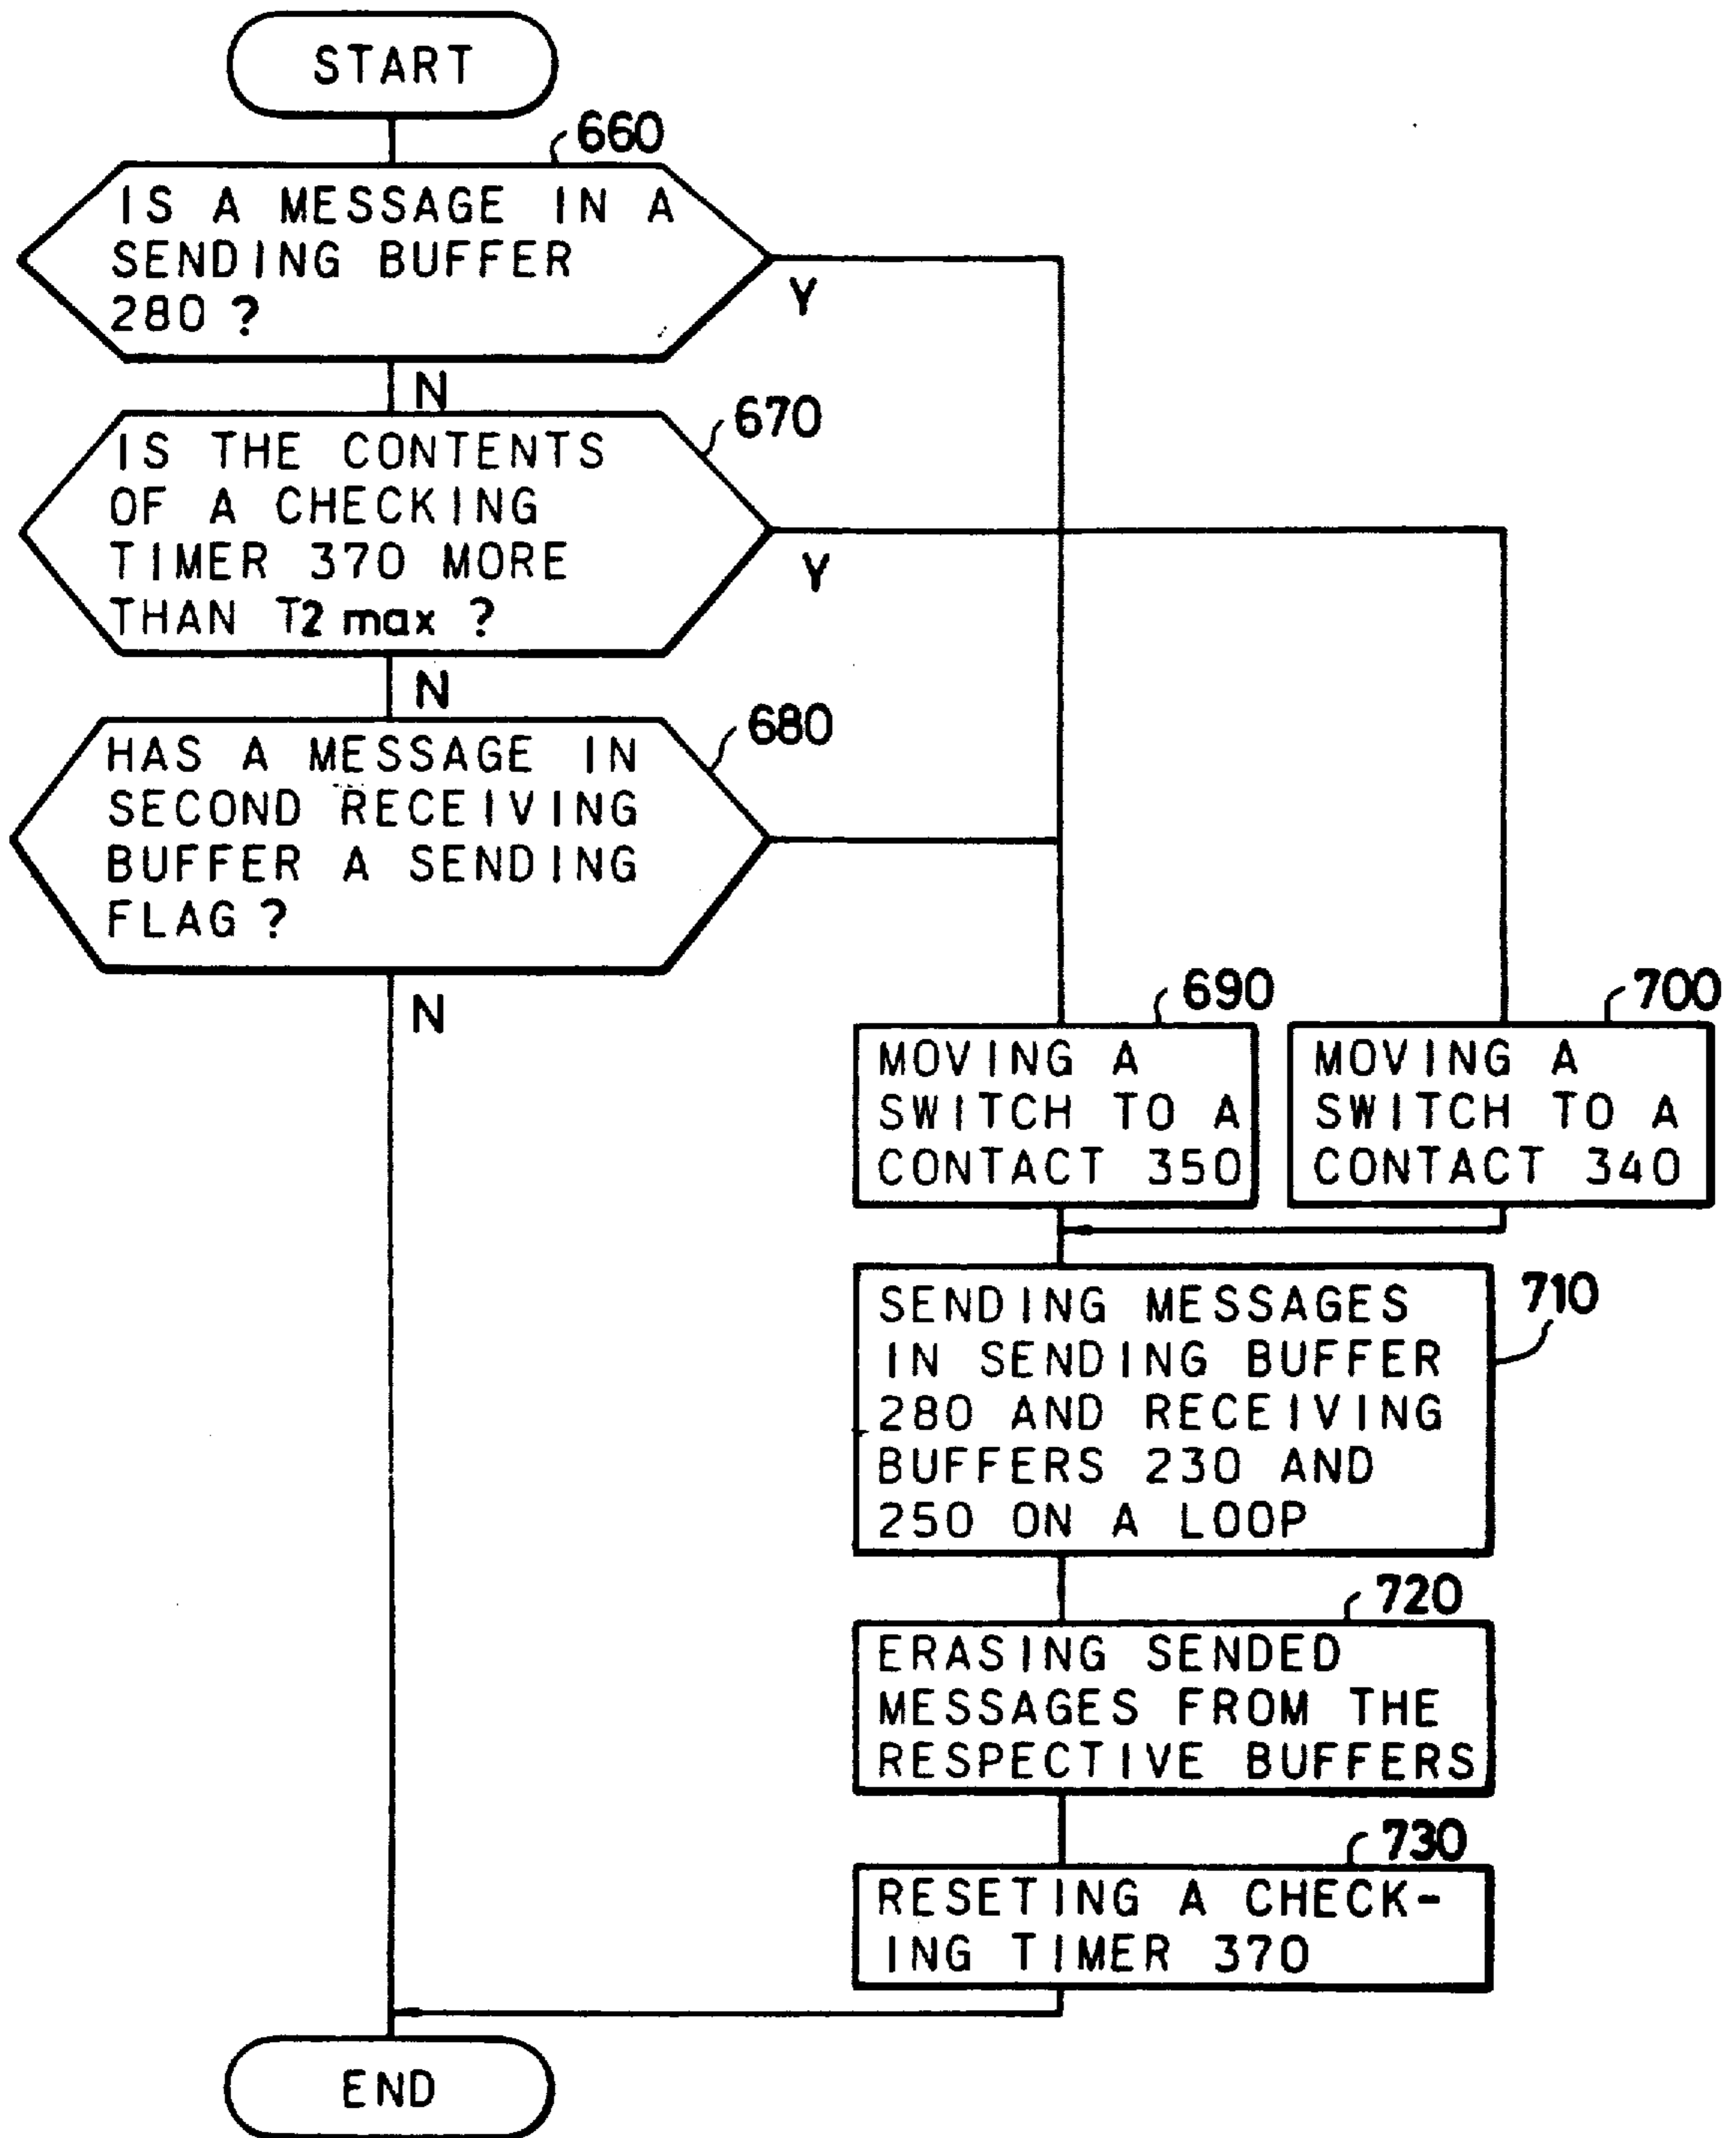 START
660
IS A MESSAGE IN A
SENDING BUFFER
280 ?
Y
N
670
IS THE CONTENTS
OF A CHECKING
TIMER 370 MORE
THAN T2 max ?
Y
N
680
HAS A MESSAGE IN
SECOND RECEIVING
BUFFER A SENDING
FLAG ?
N
690
MOVING A
SWITCH TO A
CONTACT 350
700
MOVING A
SWITCH TO A
CONTACT 340
710
SENDING MESSAGES
IN SENDING BUFFER
280 AND RECEIVING
BUFFERS 230 AND
250 ON A LOOP
720
ERASING SENDED
MESSAGES FROM THE
RESPECTIVE BUFFERS
730
RESETING A CHECK-
ING TIMER 370
END